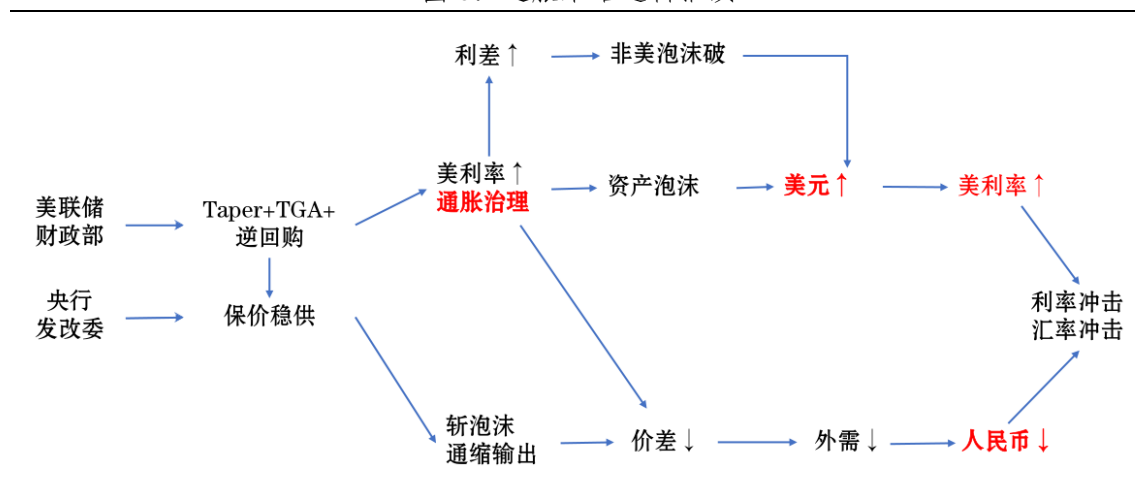 利差↑
非美泡沫破
美利率↑
通胀治理
资产泡沫
美元↑
美利率↑
美联储
财政部
Taper+TGA+
逆回购
央行
发改委
保价稳供
利率冲击
汇率冲击
斩泡沫
通缩输出
价差↓
外需↓
人民币↓